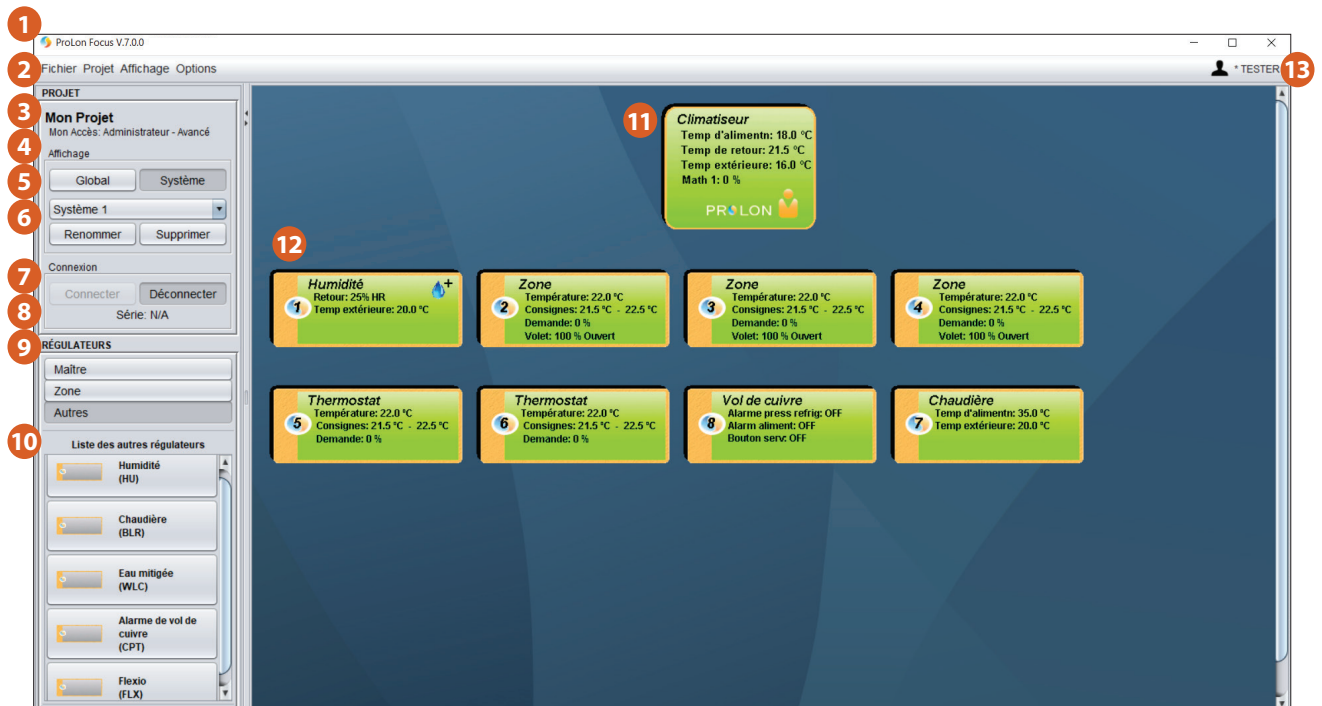 1
ProLon Focus V.7.0.0
2
Fichier Projet Affichage Options
* TESTER
13
PROJET
3
Mon Projet
Mon Accès: Administrateur - Avancé
4
Affichage
5
Global Système
6
Système 1
Renommer Supprimer
7
Connexion
Connecter Déconnecter
8
Série: N/A
9
RÉGULATEURS
Maître
Zone
Autres
10
Liste des autres régulateurs
Humidité
(HU)
Chaudière
(BLR)
Eau mitigée
(WLC)
Alarme de vol de
cuivre
(CPT)
Flexio
(FLX)
11
Climatiseur
Temp d'alimentn: 18.0 °C
Temp de retour: 21.5 °C
Temp extérieure: 16.0 °C
Math 1: 0 %
PROLON
12
1
Humidité
Retour: 25% HR
Temp extérieure: 20.0 °C
2
Zone
Température: 22.0 °C
Consignes: 21.5 °C - 22.5 °C
Demande: 0 %
Volet: 100 % Ouvert
3
Zone
Température: 22.0 °C
Consignes: 21.5 °C - 22.5 °C
Demande: 0 %
Volet: 100 % Ouvert
4
Zone
Température: 22.0 °C
Consignes: 21.5 °C - 22.5 °C
Demande: 0 %
Volet: 100 % Ouvert
5
Thermostat
Température: 22.0 °C
Consignes: 21.5 °C - 22.5 °C
Demande: 0 %
6
Thermostat
Température: 22.0 °C
Consignes: 21.5 °C - 22.5 °C
Demande: 0 %
8
Vol de cuivre
Alarme press refrig: OFF
Alarm aliment: OFF
Bouton serv: OFF
7
Chaudière
Temp d'alimentn: 35.0 °C
Temp extérieure: 20.0 °C